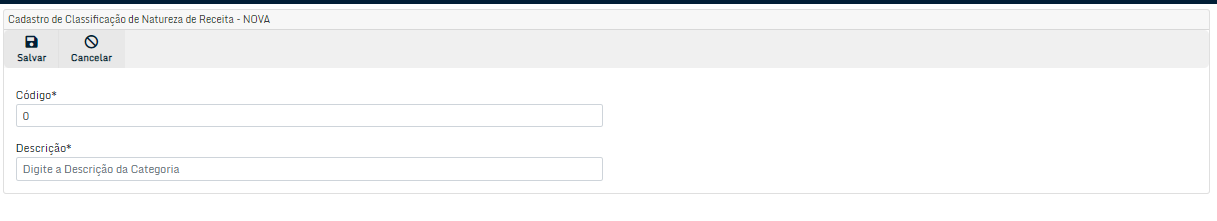 Cadastro de Classificação de Natureza de Receita - NOVA
Salvar Cancelar
Código*
0
Descrição*
Digite a Descrição da Categoria